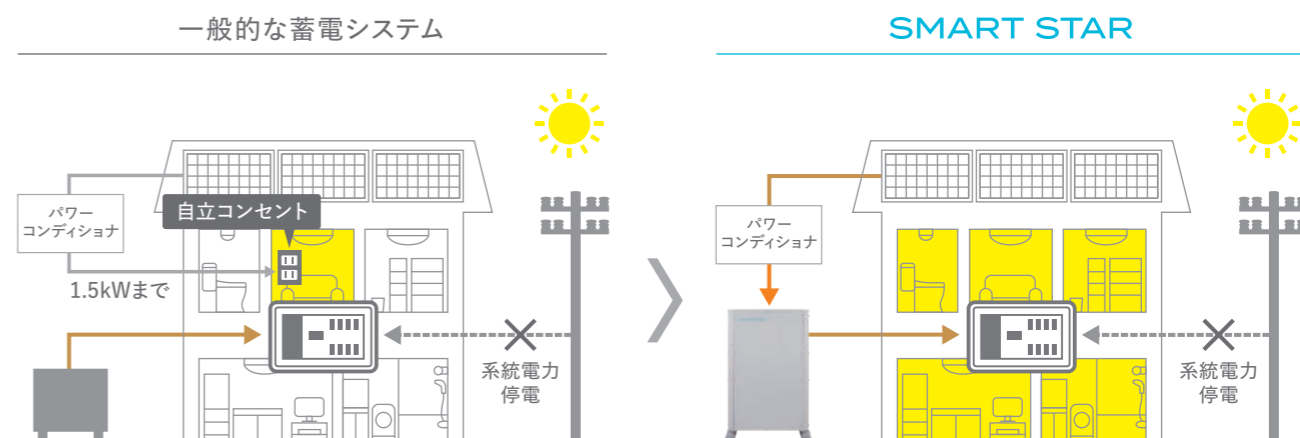 一般的な蓄電システム
パワー
コンディショナ
自立コンセント
1.5kWまで
系統電力
停電
SMART STAR
パワー
コンディショナ
系統電力
停電